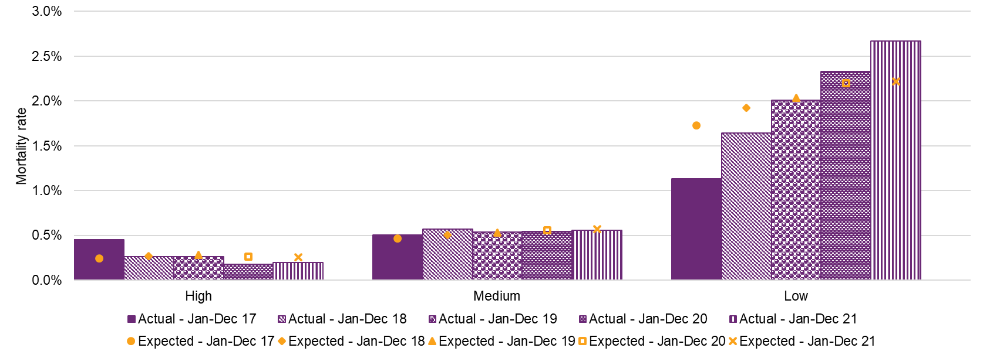 3.0%
2.5%
2.0%
1.5%
1.0%
0.5%
0.0%
Mortality rate
High Medium Low
Actual - Jan-Dec 17 Actual - Jan-Dec 18 Actual - Jan-Dec 19 Actual - Jan-Dec 20 Actual - Jan-Dec 21
Expected - Jan-Dec 17 Expected - Jan-Dec 18 Expected - Jan-Dec 19 Expected - Jan-Dec 20 Expected - Jan-Dec 21